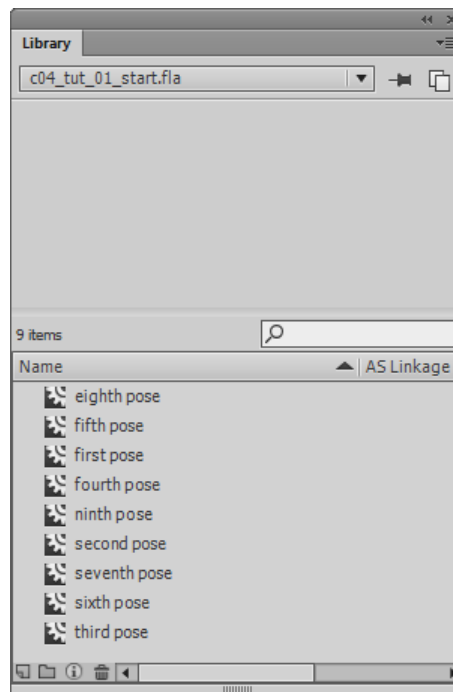 Library
c04_tut_01_start.fla
9 items
Name AS Linkage
eighth pose
fifth pose
first pose
fourth pose
ninth pose
second pose
seventh pose
sixth pose
third pose